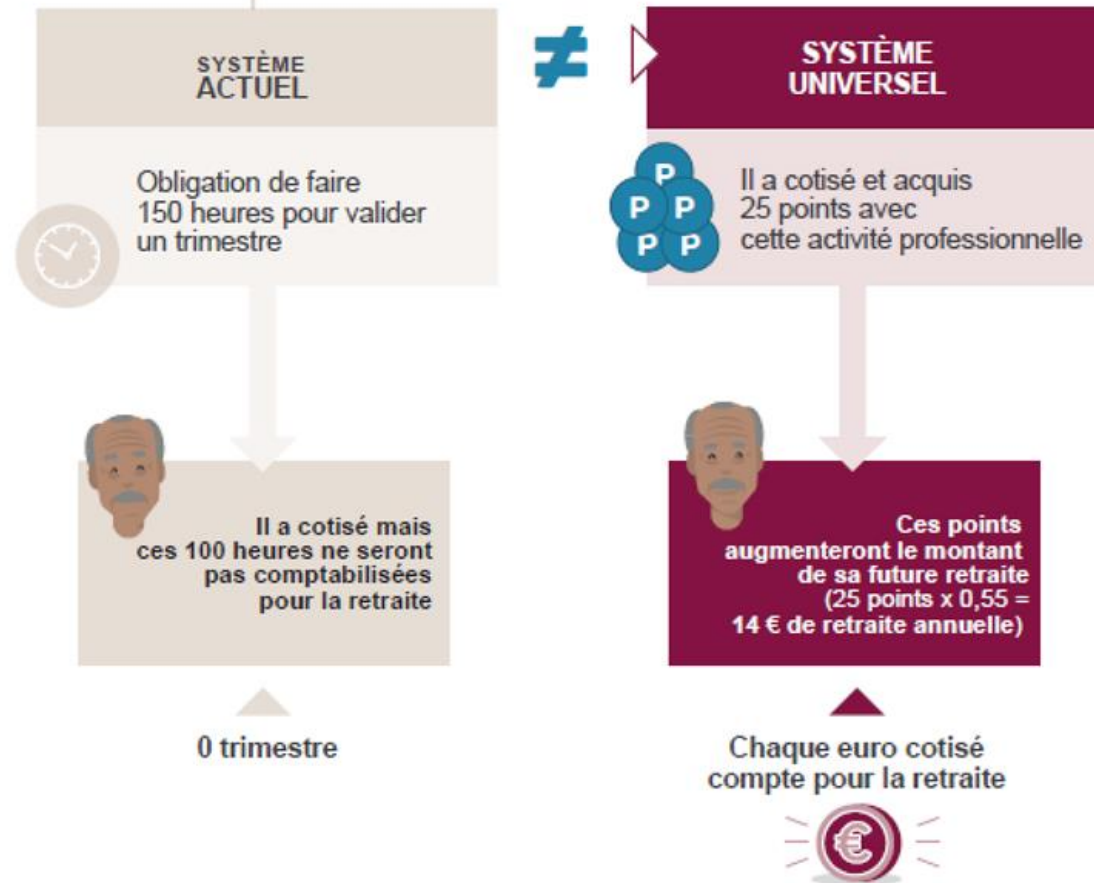 SYSTÈME
ACTUEL
≠
SYSTÈME
UNIVERSEL
Obligation de faire
150 heures pour valider
un trimestre
P
P P
P P
Il a cotisé et acquis
25 points avec
cette activité professionnelle
Il a cotisé mais
ces 100 heures ne seront
pas comptabilisées
pour la retraite
Ces points
augmenteront le montant
de sa future retraite
(25 points x 0,55 =
14 € de retraite annuelle)
0 trimestre
Chaque euro cotisé
compte pour la retraite
€